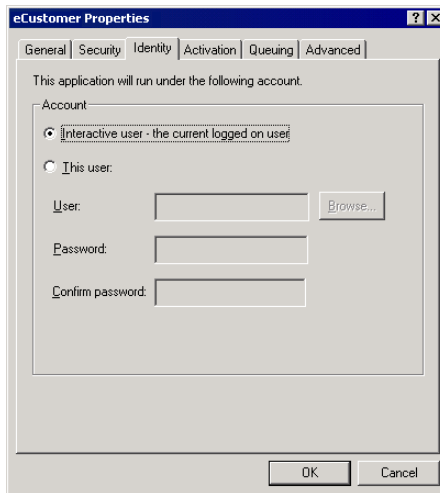 eCustomer Properties
General Security Identity Activation Queuing Advanced
This application will run under the following account.
Account
Interactive user - the current logged on user
This user:
User:
Browse...
Password:
Confirm password:
OK Cancel